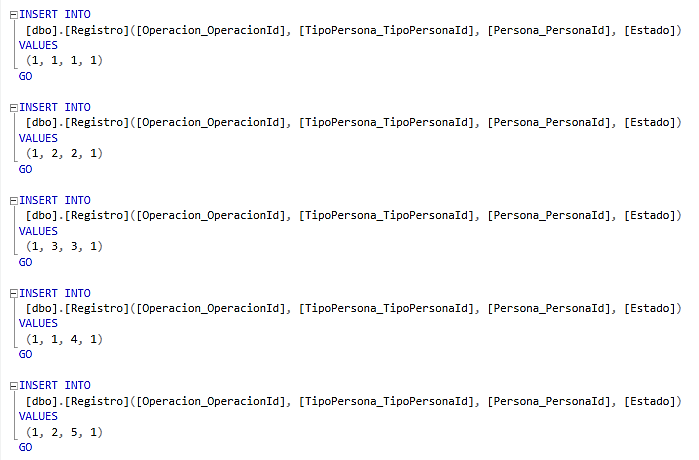 INSERT INTO
[dbo].[Registro]([Operacion_OperacionId], [TipoPersona_TipoPersonaId], [Persona_PersonaId], [Estado])
VALUES
(1, 1, 1, 1)
GO
INSERT INTO
[dbo].[Registro]([Operacion_OperacionId], [TipoPersona_TipoPersonaId], [Persona_PersonaId], [Estado])
VALUES
(1, 2, 2, 1)
GO
INSERT INTO
[dbo].[Registro]([Operacion_OperacionId], [TipoPersona_TipoPersonaId], [Persona_PersonaId], [Estado])
VALUES
(1, 3, 3, 1)
GO
INSERT INTO
[dbo].[Registro]([Operacion_OperacionId], [TipoPersona_TipoPersonaId], [Persona_PersonaId], [Estado])
VALUES
(1, 1, 4, 1)
GO
INSERT INTO
[dbo].[Registro]([Operacion_OperacionId], [TipoPersona_TipoPersonaId], [Persona_PersonaId], [Estado])
VALUES
(1, 2, 5, 1)
GO